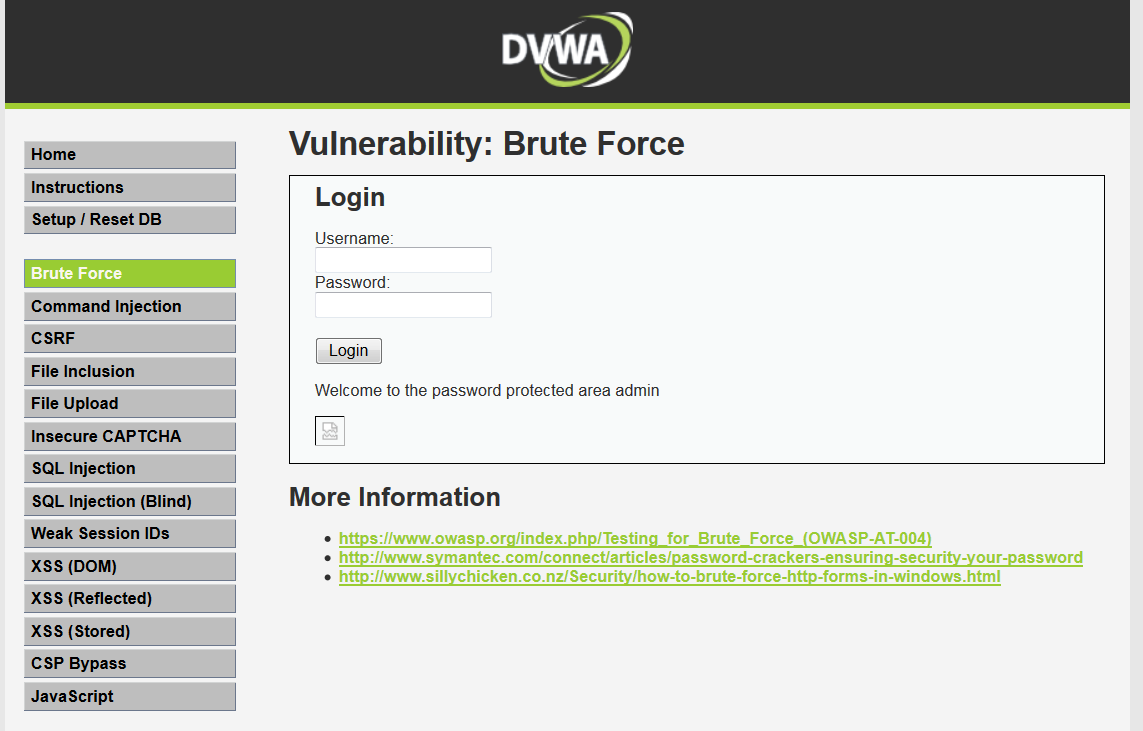 DVWA
Home
Instructions
Setup / Reset DB
Brute Force
Command Injection
CSRF
File Inclusion
File Upload
Insecure CAPTCHA
SQL Injection
SQL Injection (Blind)
Weak Session IDs
XSS (DOM)
XSS (Reflected)
XSS (Stored)
CSP Bypass
JavaScript
Vulnerability: Brute Force
Login
Username:
Password:
Login
Welcome to the password protected area admin
More Information
https://www.owasp.org/index.php/Testing_for_Brute_Force_(OWASP-AT-004)
http://www.symantec.com/connect/articles/password-crackers-ensuring-security-your-password
http://www.sillychicken.co.nz/Security/how-to-brute-force-http-forms-in-windows.html